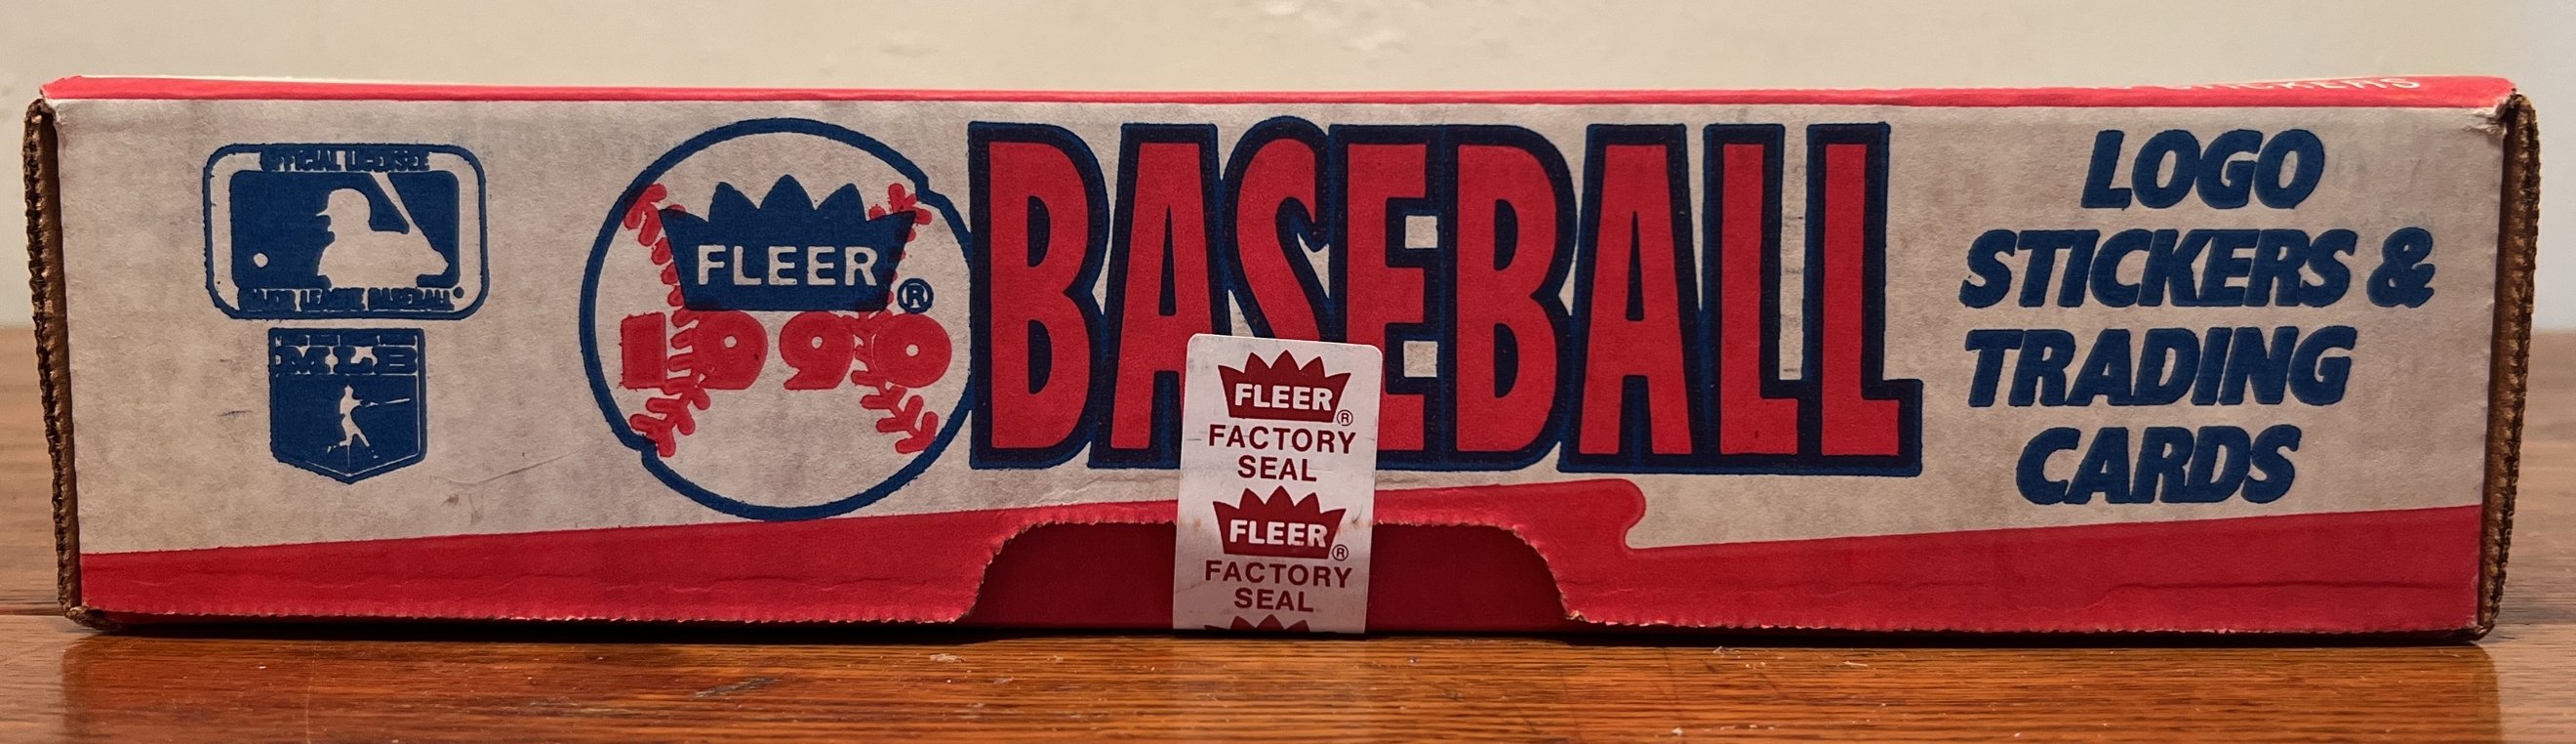 STICKERS
OFFICIAL LICENSEE
MAJOR LEAGUE BASEBALL®
MLB
FLEER®
1990
BASEBALL
LOGO
STICKERS &
TRADING
CARDS
FLEER®
FACTORY
SEAL
FLEER®
FACTORY
SEAL